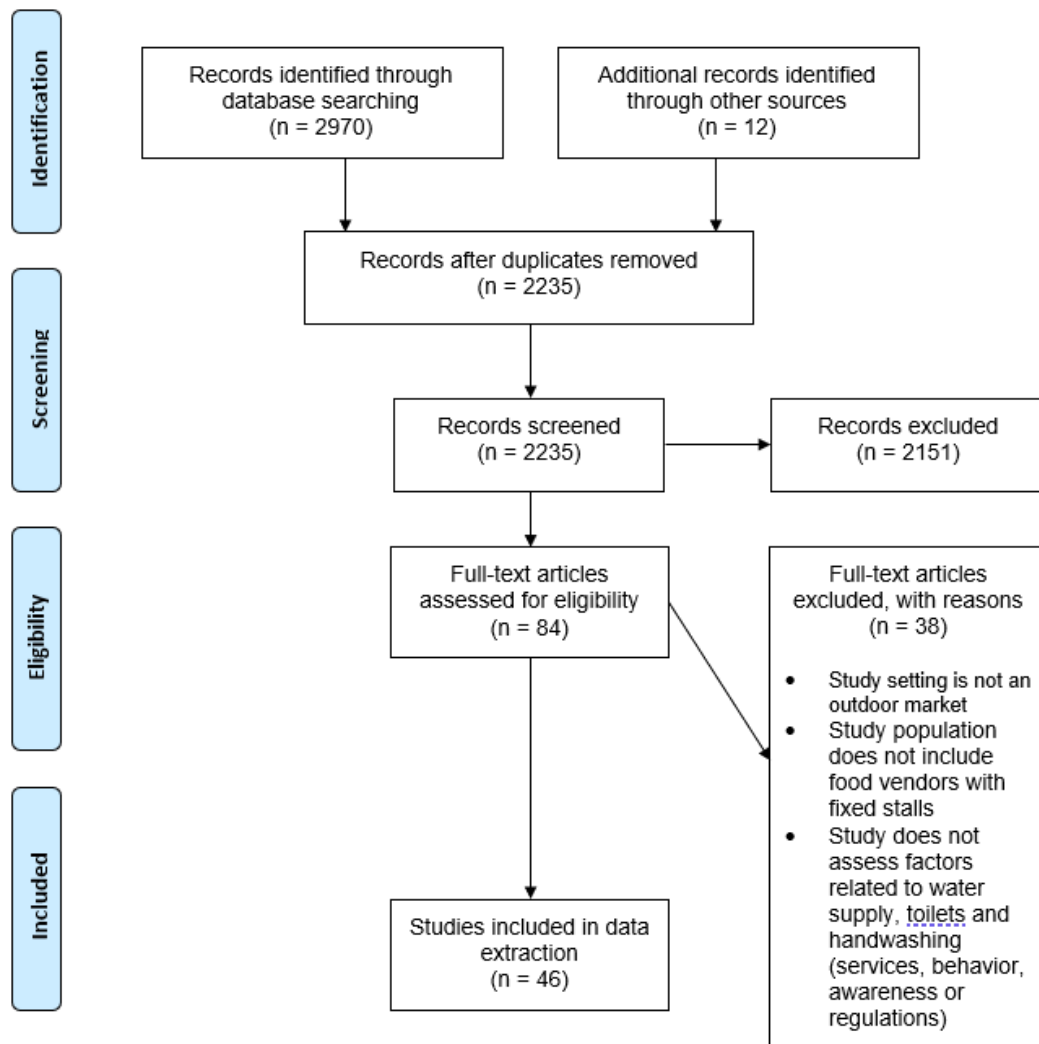 Identification
Records identified through
database searching
(n = 2970)
Additional records identified
through other sources
(n = 12)
Records after duplicates removed
(n = 2235)
Screening
Records screened
(n = 2235)
Records excluded
(n = 2151)
Eligibility
Full-text articles
assessed for eligibility
(n = 84)
Full-text articles
excluded, with reasons
(n = 38)
• Study setting is not an
outdoor market
• Study population
does not include
food vendors with
fixed stalls
• Study does not
assess factors
related to water
supply, toilets and
handwashing
(services, behavior,
awareness or
regulations)
Included
Studies included in data
extraction
(n = 46)